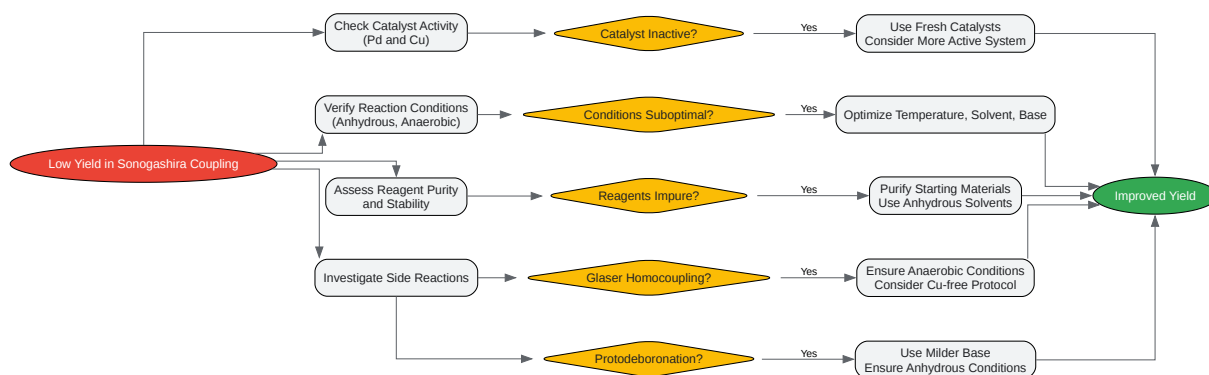 Check Catalyst Activity
(Pd and Cu)
Catalyst Inactive?
Yes
Use Fresh Catalysts
Consider More Active System
Verify Reaction Conditions
(Anhydrous, Anaerobic)
Conditions Suboptimal?
Yes
Optimize Temperature, Solvent, Base
Low Yield in Sonogashira Coupling
Assess Reagent Purity
and Stability
Reagents Impure?
Yes
Purify Starting Materials
Use Anhydrous Solvents
Improved Yield
Investigate Side Reactions
Glaser Homocoupling?
Yes
Ensure Anaerobic Conditions
Consider Cu-free Protocol
Protodeboronation?
Yes
Use Milder Base
Ensure Anhydrous Conditions